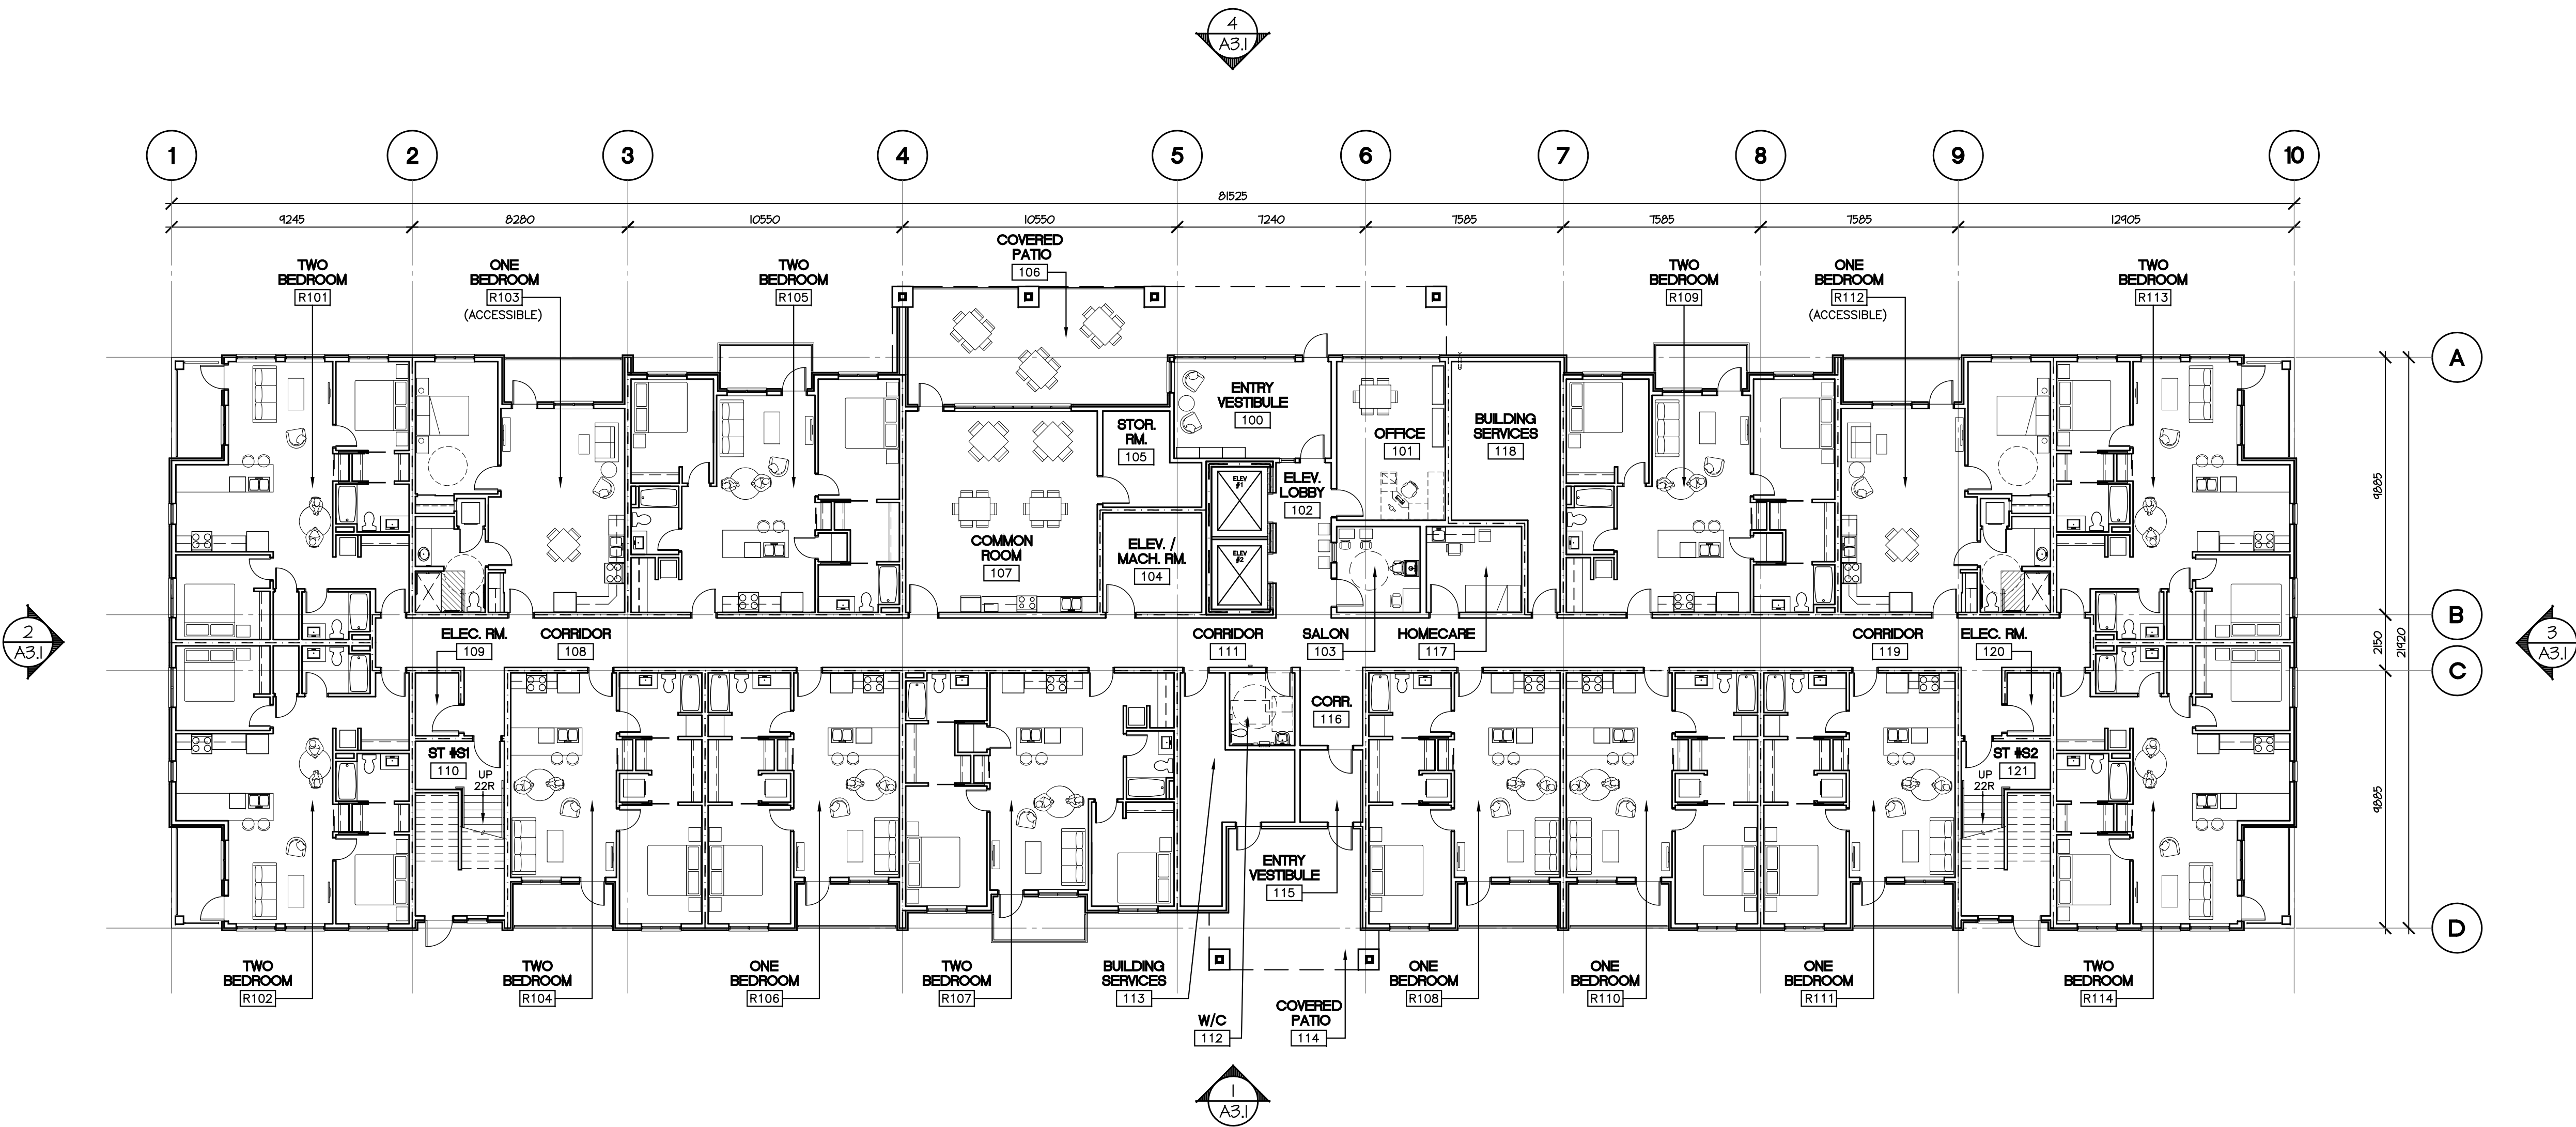 4
A3.1
1
2
3
4
5
6
7
8
9
10
81525
9245
8280
10550
10550
7240
7585
7585
7585
12905
COVERED
PATIO
106
TWO
BEDROOM
R101
ONE
BEDROOM
R103
(ACCESSIBLE)
TWO
BEDROOM
R105
TWO
BEDROOM
R109
ONE
BEDROOM
R112
(ACCESSIBLE)
TWO
BEDROOM
R113
A
ENTRY
VESTIBULE
100
STOR.
RM.
105
OFFICE
101
BUILDING
SERVICES
118
ELEV
#1
ELEV.
LOBBY
102
9885
COMMON
ROOM
107
ELEV. /
MACH. RM.
104
ELEV
#2
B
2
A3.1
ELEC. RM.
109
CORRIDOR
108
CORRIDOR
111
SALON
103
HOMECARE
117
CORRIDOR
119
ELEC. RM.
120
2150
21920
3
A3.1
C
CORR.
116
ST #S1
110
UP
22R
ST #S2
121
UP
22R
9885
ENTRY
VESTIBULE
115
D
TWO
BEDROOM
R102
TWO
BEDROOM
R104
ONE
BEDROOM
R106
TWO
BEDROOM
R107
BUILDING
SERVICES
113
W/C
112
COVERED
PATIO
114
ONE
BEDROOM
R108
ONE
BEDROOM
R110
ONE
BEDROOM
R111
TWO
BEDROOM
R114
1
A3.1